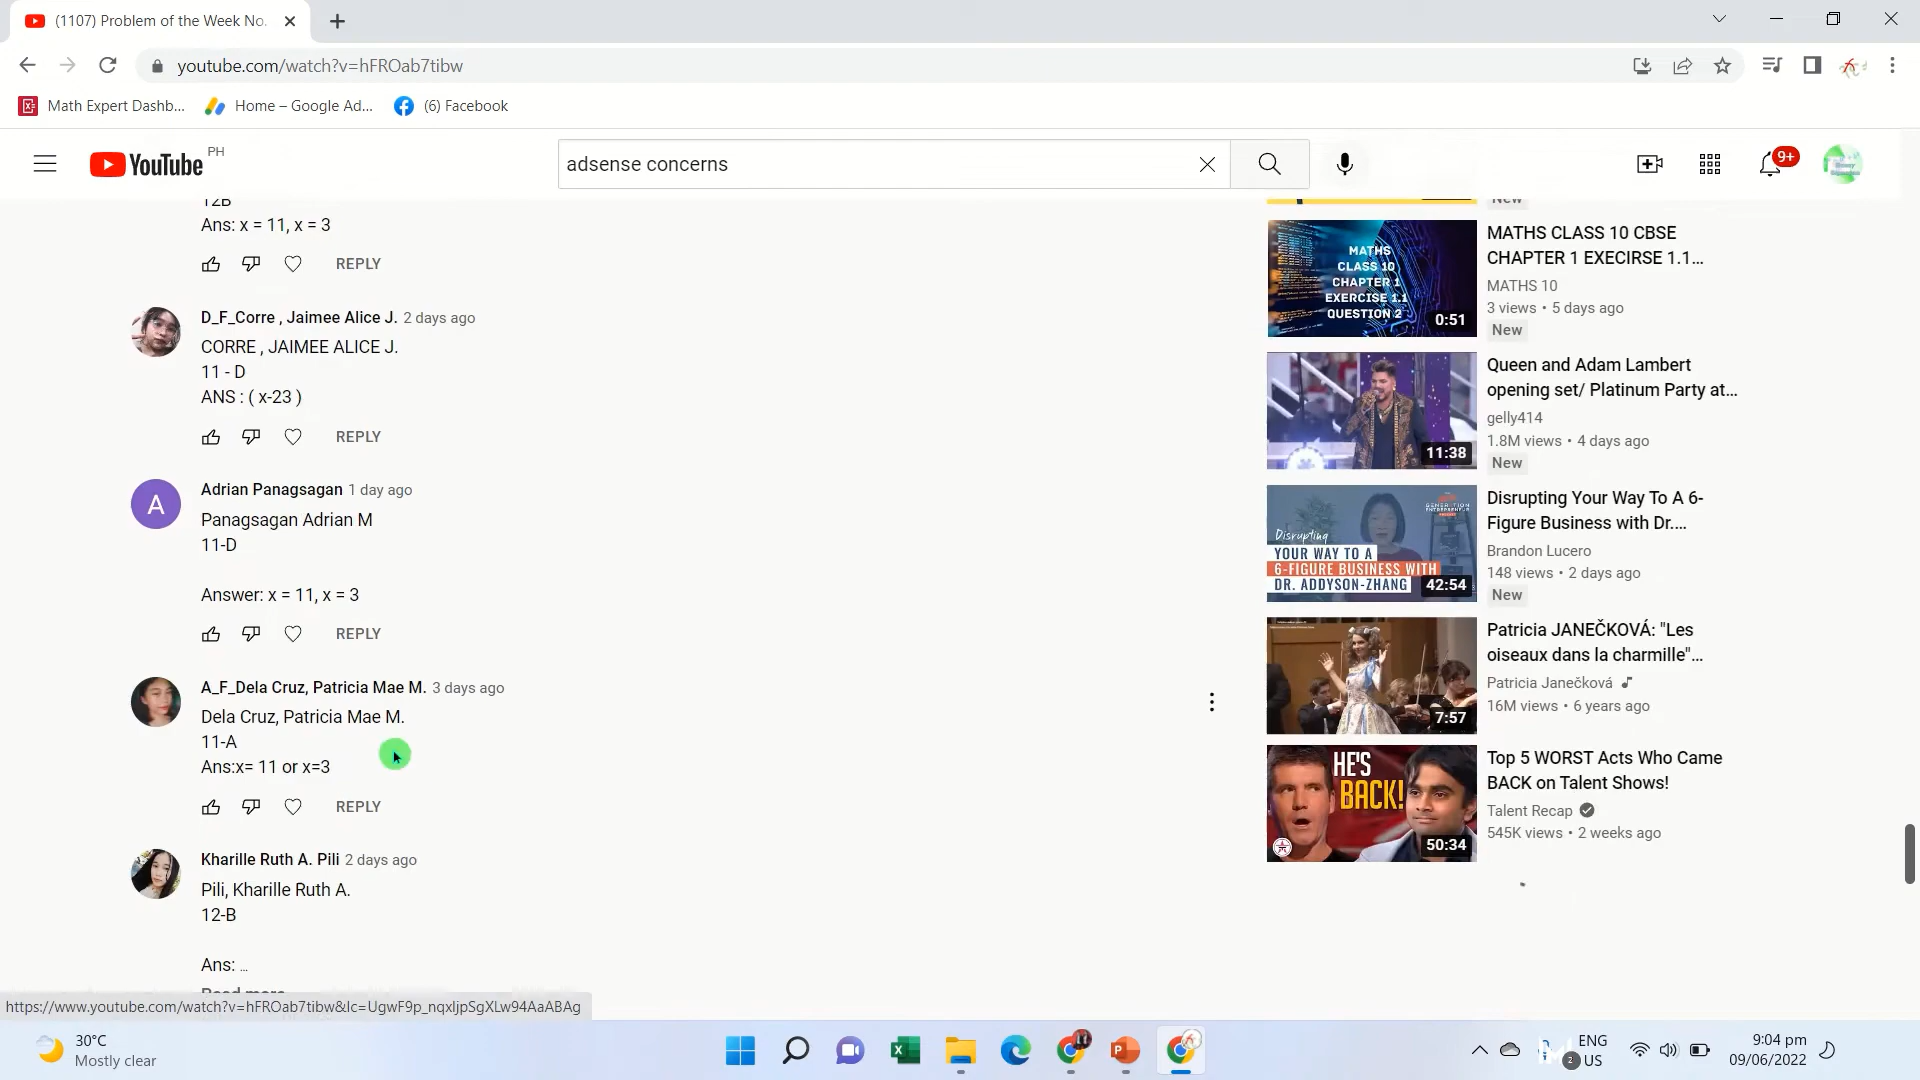 (1107) Problem of the Week No.
youtube.com/watch?v=hFROab7tibw
Math Expert Dashb...
Home – Google Ad...
(6) Facebook
YouTube
PH
adsense concerns
9+
12B
Ans: x = 11, x = 3
REPLY
D_F_Corre , Jaimee Alice J. 2 days ago
CORRE , JAIMEE ALICE J.
11 - D
ANS : ( x-23 )
REPLY
A
Adrian Panagsagan 1 day ago
Panagsagan Adrian M
11-D
Answer: x = 11, x = 3
REPLY
A_F_Dela Cruz, Patricia Mae M. 3 days ago
Dela Cruz, Patricia Mae M.
11-A
Ans:x= 11 or x=3
REPLY
Kharille Ruth A. Pili 2 days ago
Pili, Kharille Ruth A.
12-B
Ans: ...
Read more
New
MATHS
CLASS 10
CHAPTER 1
EXERCISE 1.1
QUESTION 2
0:51
MATHS CLASS 10 CBSE
CHAPTER 1 EXECIRSE 1.1...
MATHS 10
3 views • 5 days ago
New
11:38
Queen and Adam Lambert
opening set/ Platinum Party at...
gelly414
1.8M views • 4 days ago
New
Disrupting
YOUR WAY TO A
6-FIGURE BUSINESS WITH
DR. ADDYSON-ZHANG
42:54
Disrupting Your Way To A 6-
Figure Business with Dr....
Brandon Lucero
148 views • 2 days ago
New
7:57
Patricia JANEČKOVÁ: "Les
oiseaux dans la charmille"...
Patricia Janečková
16M views • 6 years ago
HE'S
BACK!
50:34
Top 5 WORST Acts Who Came
BACK on Talent Shows!
Talent Recap
545K views • 2 weeks ago
https://www.youtube.com/watch?v=hFROab7tibw&lc=UgwF9p_nqxljpSgXLw94AaABAg
30°C
Mostly clear
ENG
US
2
9:04 pm
09/06/2022